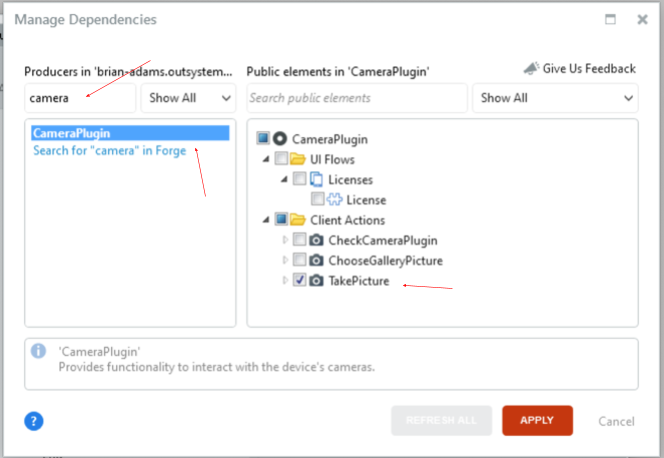 Manage Dependencies
Producers in 'brian-adams.outsystem...
Public elements in 'CameraPlugin'
Give Us Feedback
camera
Show All
Search public elements
Show All
CameraPlugin
Search for "camera" in Forge
CameraPlugin
UI Flows
Licenses
License
Client Actions
CheckCameraPlugin
ChooseGalleryPicture
TakePicture
'CameraPlugin'
Provides functionality to interact with the device's cameras.
?
REFRESH ALL
APPLY
Cancel